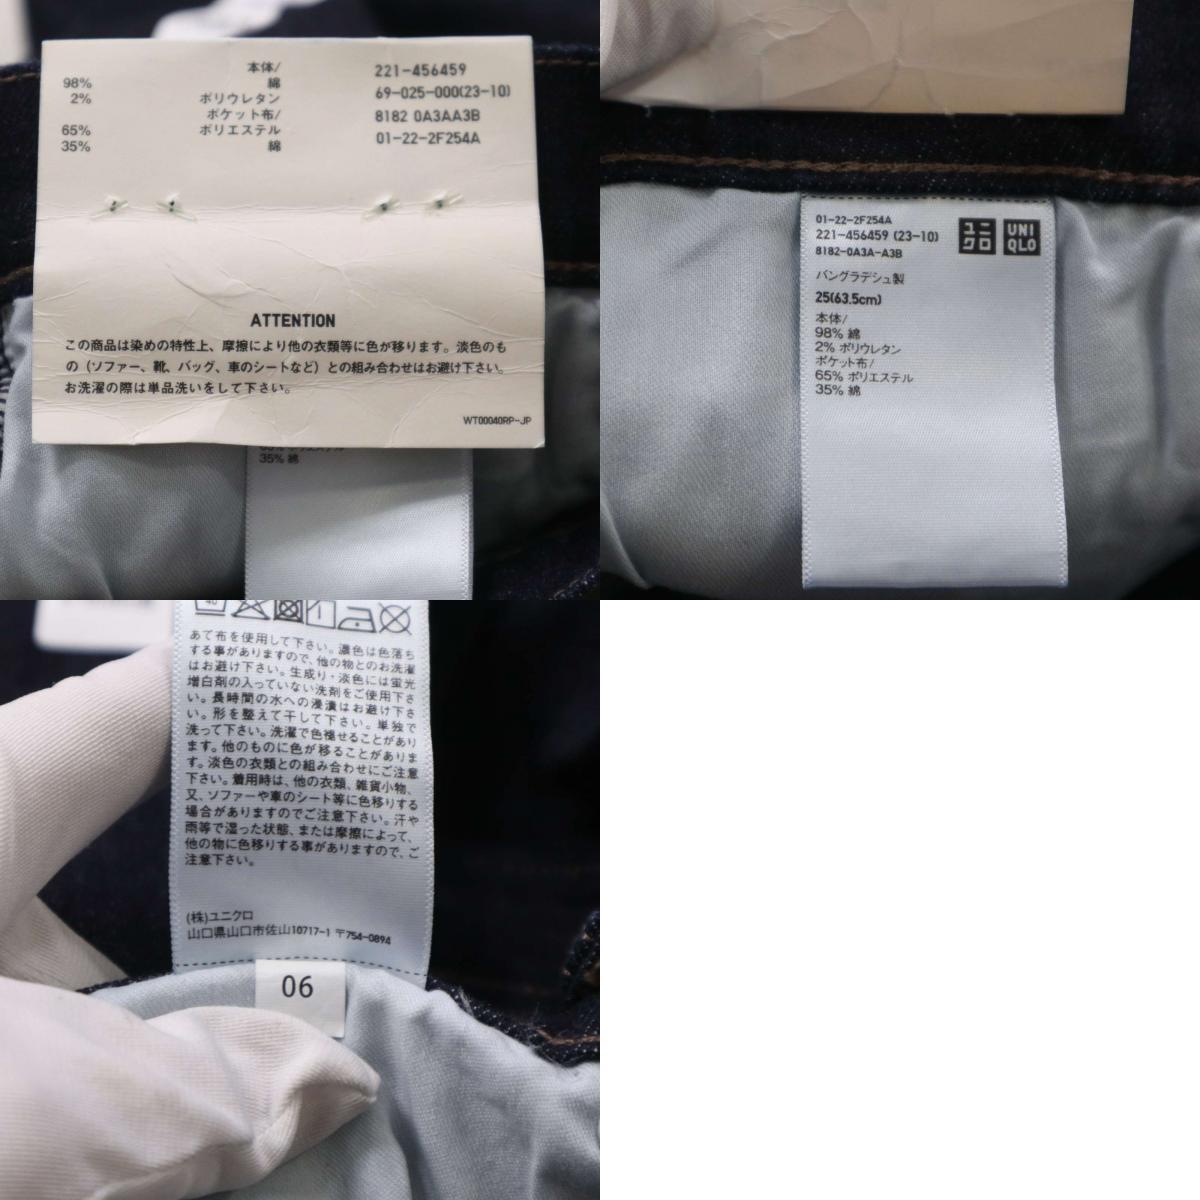 本体/
98% 綿
2% ポリウレタン
ポケット布/
65% ポリエステル
35% 綿
221-456459
69-025-000(23-10)
8182 0A3AA3B
01-22-2F254A
ATTENTION
この商品は染めの特性上、摩擦により他の衣類等に色が移ります。淡色のも
の（ソファー、靴、バッグ、車のシートなど）との組み合わせはお避け下さい。
お洗濯の際は単品洗いをして下さい。
WT00040RP-JP
35% 綿
01-22-2F254A
221-456459 (23-10)
8182-0A3A-A3B
ユニクロ UNIQLO
バングラデシュ製
25(63.5cm)
本体/
98% 綿
2% ポリウレタン
ポケット布/
65% ポリエステル
35% 綿
あて布を使用して下さい。濃色は色落ち
する事がありますので、他の物とのお洗濯
はお避け下さい。生成り・淡色には蛍光
増白剤の入っていない洗剤をご使用下さ
い。長時間の水への浸漬はお避け下さ
い。形を整えて干して下さい。単独で
洗って下さい。洗濯で色褪せることがあり
ます。他のものに色が移ることがありま
す。淡色の衣類との組み合わせにご注意
下さい。着用時は、他の衣類、雑貨小物、
又、ソファーや車のシート等に色移りする
場合がありますのでご注意下さい。汗や
雨等で湿った状態、または摩擦によって、
他の物に色移りする事がありますので、ご
注意下さい。
(株)ユニクロ
山口県山口市佐山10717-1 〒754-0894
06